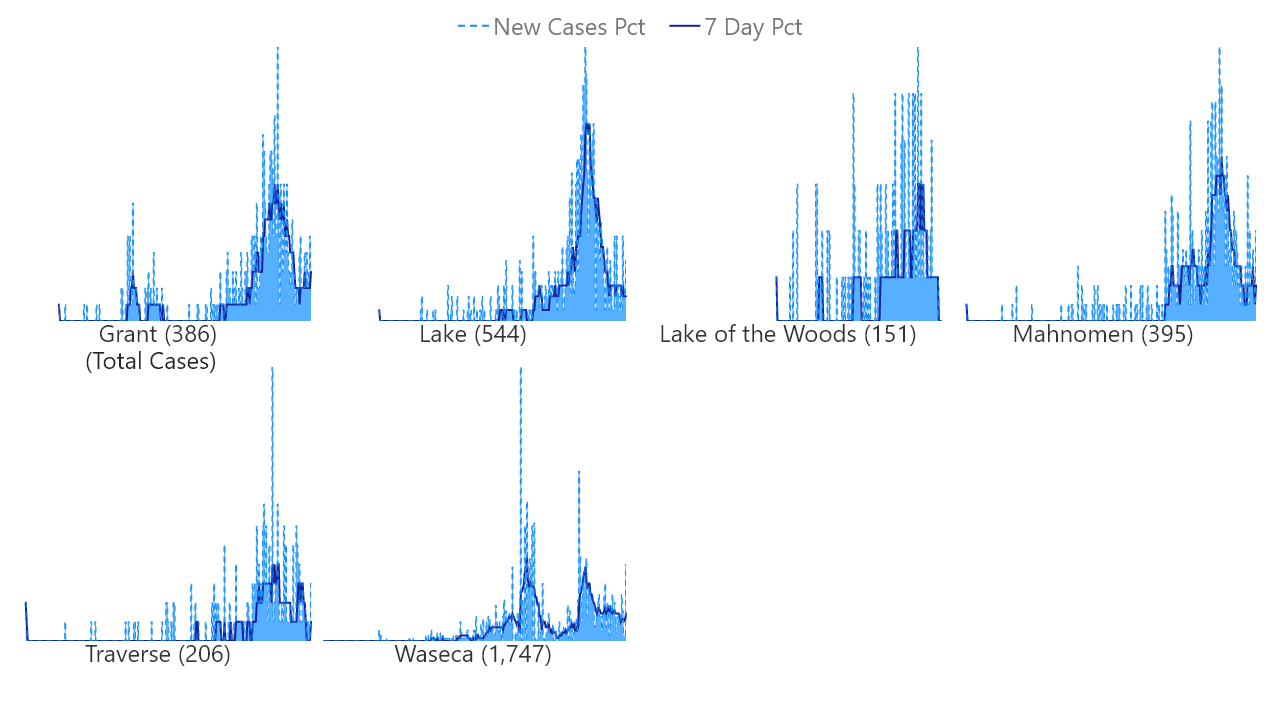 New Cases Pct 7 Day Pct
Grant (386)
(Total Cases)
Lake (544)
Lake of the Woods (151)
Mahnomen (395)
Traverse (206)
Waseca (1,747)